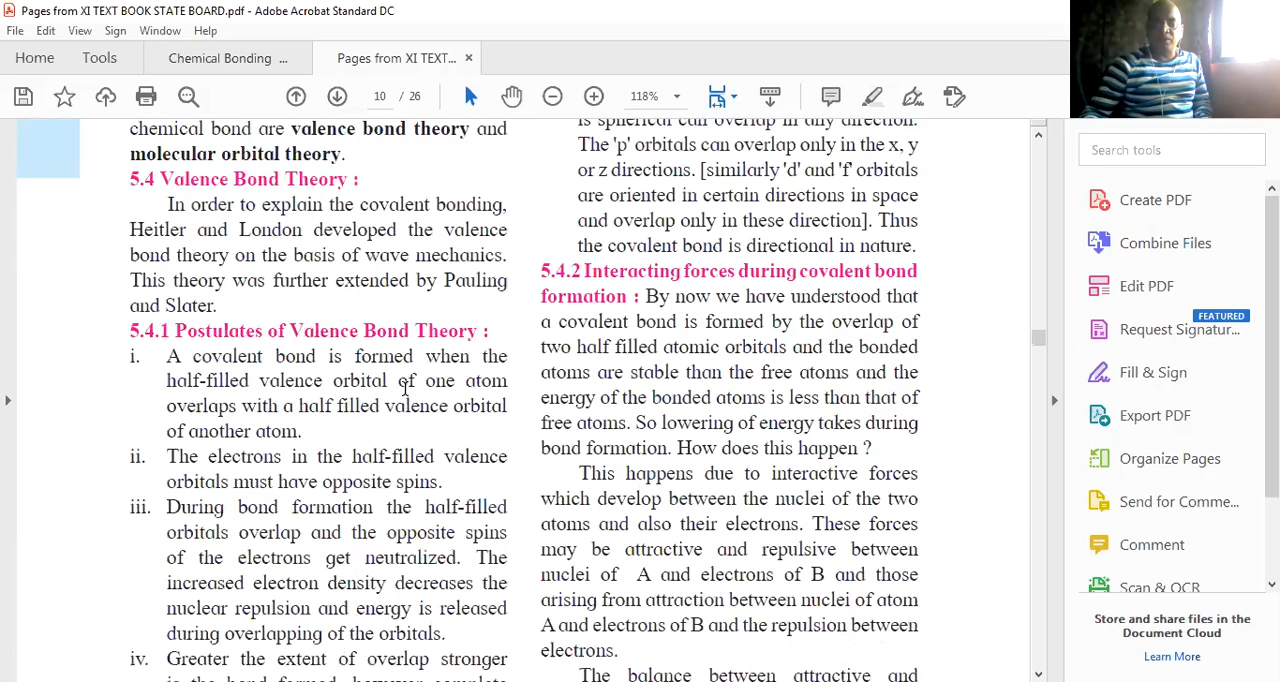 Pages from XI TEXT BOOK STATE BOARD.pdf - Adobe Acrobat Standard DC
File Edit View Sign Window Help
Home Tools Chemical Bonding ... Pages from XI TEXT... ×
10 / 26 118%
chemical bond are valence bond theory and
molecular orbital theory.
5.4 Valence Bond Theory :
In order to explain the covalent bonding,
Heitler and London developed the valence
bond theory on the basis of wave mechanics.
This theory was further extended by Pauling
and Slater.
5.4.1 Postulates of Valence Bond Theory :
i. A covalent bond is formed when the
half-filled valence orbital of one atom
overlaps with a half filled valence orbital
of another atom.
ii. The electrons in the half-filled valence
orbitals must have opposite spins.
iii. During bond formation the half-filled
orbitals overlap and the opposite spins
of the electrons get neutralized. The
increased electron density decreases the
nuclear repulsion and energy is released
during overlapping of the orbitals.
iv. Greater the extent of overlap stronger
is the bond formed, however complete
is spherical can overlap in any direction.
The 'p' orbitals can overlap only in the x, y
or z directions. [similarly 'd' and 'f' orbitals
are oriented in certain directions in space
and overlap only in these direction]. Thus
the covalent bond is directional in nature.
5.4.2 Interacting forces during covalent bond
formation : By now we have understood that
a covalent bond is formed by the overlap of
two half filled atomic orbitals and the bonded
atoms are stable than the free atoms and the
energy of the bonded atoms is less than that of
free atoms. So lowering of energy takes during
bond formation. How does this happen ?
This happens due to interactive forces
which develop between the nuclei of the two
atoms and also their electrons. These forces
may be attractive and repulsive between
nuclei of A and electrons of B and those
arising from attraction between nuclei of atom
A and electrons of B and the repulsion between
electrons.
The balance between attractive and
Search tools
Create PDF
Combine Files
Edit PDF
FEATURED
Request Signatur...
Fill & Sign
Export PDF
Organize Pages
Send for Comme...
Comment
Scan & OCR
Store and share files in the
Document Cloud
Learn More